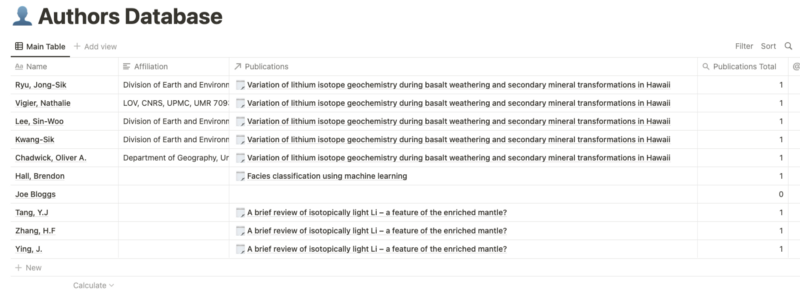 Authors Database
Main Table Add view Filter Sort
Aa Name Affiliation Publications Publications Total
Ryu, Jong-Sik Division of Earth and Environm Variation of lithium isotope geochemistry during basalt weathering and secondary mineral transformations in Hawaii 1
Vigier, Nathalie LOV, CNRS, UPMC, UMR 709 Variation of lithium isotope geochemistry during basalt weathering and secondary mineral transformations in Hawaii 1
Lee, Sin-Woo Division of Earth and Environm Variation of lithium isotope geochemistry during basalt weathering and secondary mineral transformations in Hawaii 1
Kwang-Sik Division of Earth and Environm Variation of lithium isotope geochemistry during basalt weathering and secondary mineral transformations in Hawaii 1
Chadwick, Oliver A. Department of Geography, Ur Variation of lithium isotope geochemistry during basalt weathering and secondary mineral transformations in Hawaii 1
Hall, Brendon Facies classification using machine learning 1
Joe Bloggs 0
Tang, Y.J A brief review of isotopically light Li – a feature of the enriched mantle? 1
Zhang, H.F A brief review of isotopically light Li – a feature of the enriched mantle? 1
Ying, J. A brief review of isotopically light Li – a feature of the enriched mantle? 1
+ New
Calculate